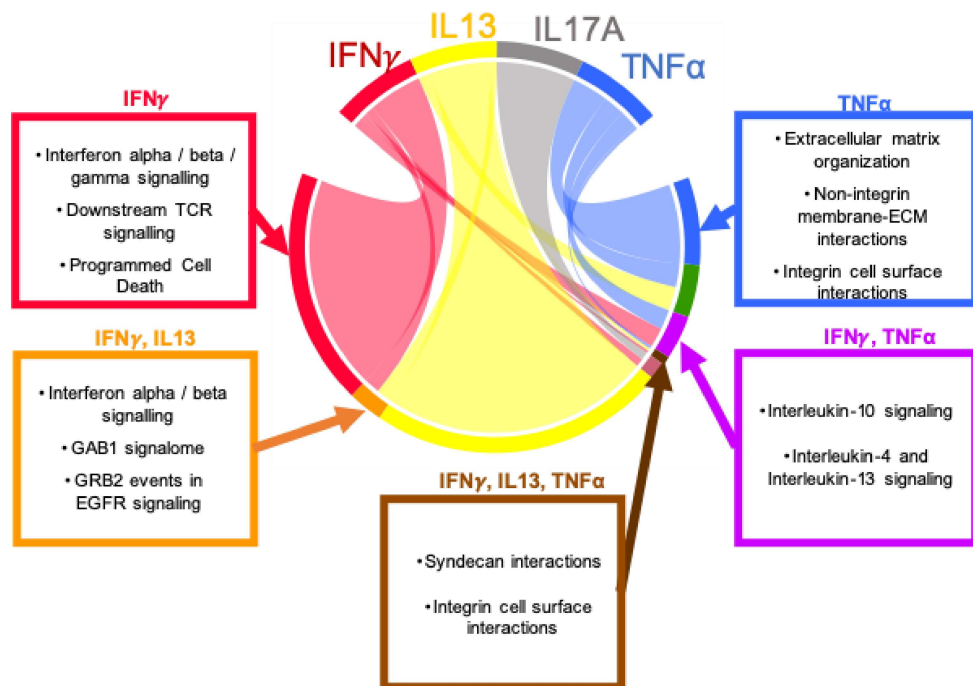 IFNγ
IL13
IL17A
TNFα
IFNγ
•Interferon alpha / beta /
gamma signalling
•Downstream TCR
signalling
•Programmed Cell
Death
TNFα
•Extracellular matrix
organization
•Non-integrin
membrane-ECM
interactions
•Integrin cell surface
interactions
IFNγ, IL13
•Interferon alpha / beta
signalling
•GAB1 signalome
•GRB2 events in
EGFR signaling
IFNγ, TNFα
•Interleukin-10 signaling
•Interleukin-4 and
Interleukin-13 signaling
IFNγ, IL13, TNFα
•Syndecan interactions
•Integrin cell surface
interactions